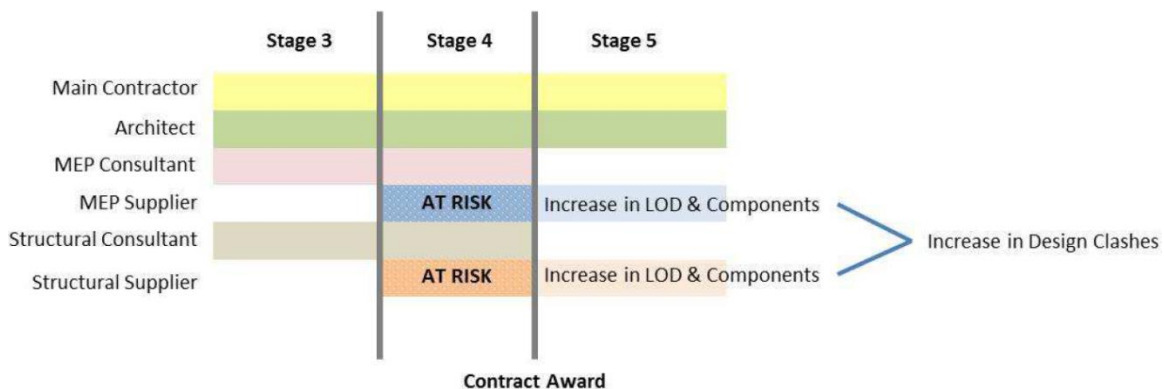 Stage 3 Stage 4 Stage 5
Main Contractor
Architect
MEP Consultant
MEP Supplier AT RISK Increase in LOD & Components
Structural Consultant Increase in Design Clashes
Structural Supplier AT RISK Increase in LOD & Components
Contract Award